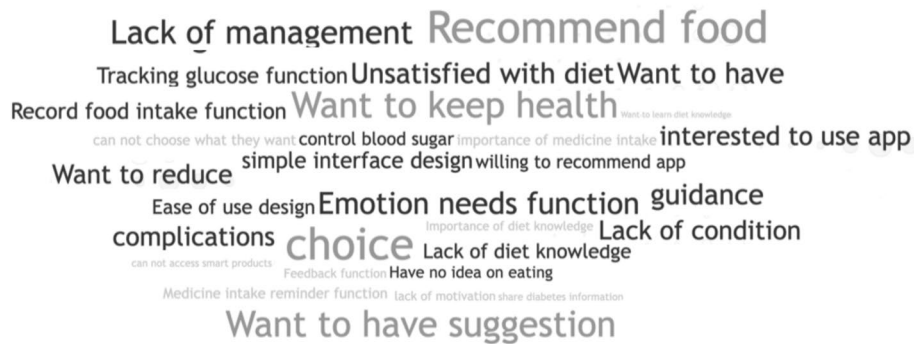 Lack of management Recommend food
Tracking glucose function Unsatisfied with diet Want to have
Record food intake function Want to keep health Want to learn diet knowledge
can not choose what they want control blood sugar importance of medicine intake interested to use app
Want to reduce simple interface design willing to recommend app
Ease of use design Emotion needs function guidance
complications choice Importance of diet knowledge Lack of condition
Lack of diet knowledge
can not access smart products Feedback function Have no idea on eating
Medicine intake reminder function lack of motivation share diabetes information
Want to have suggestion